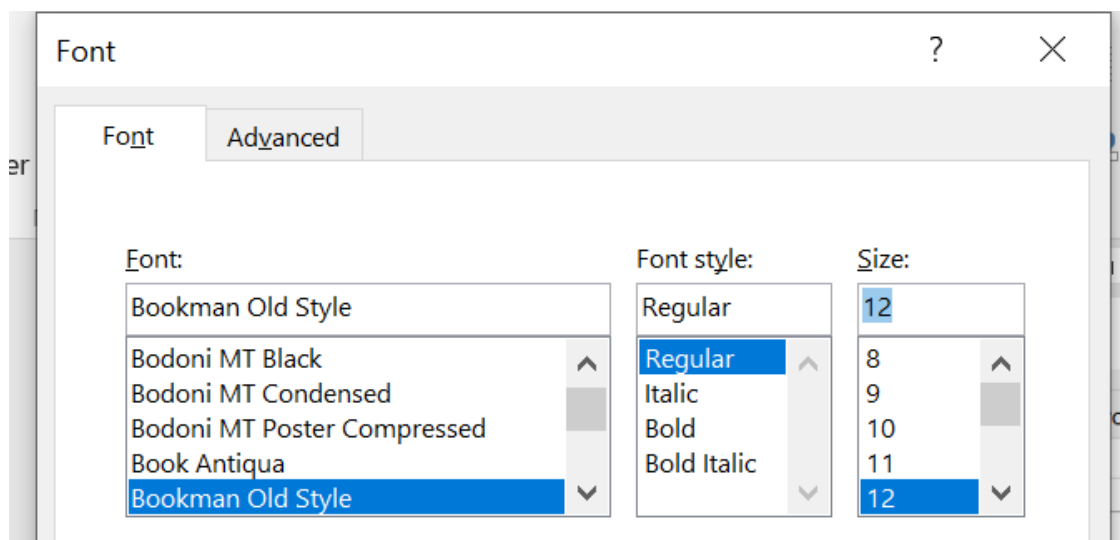 Font
?
Font
Advanced
er
Font:
Font style:
Size:
Bookman Old Style
Regular
12
Bodoni MT Black
Bodoni MT Condensed
Bodoni MT Poster Compressed
Book Antiqua
Bookman Old Style
Regular
Italic
Bold
Bold Italic
8
9
10
11
12